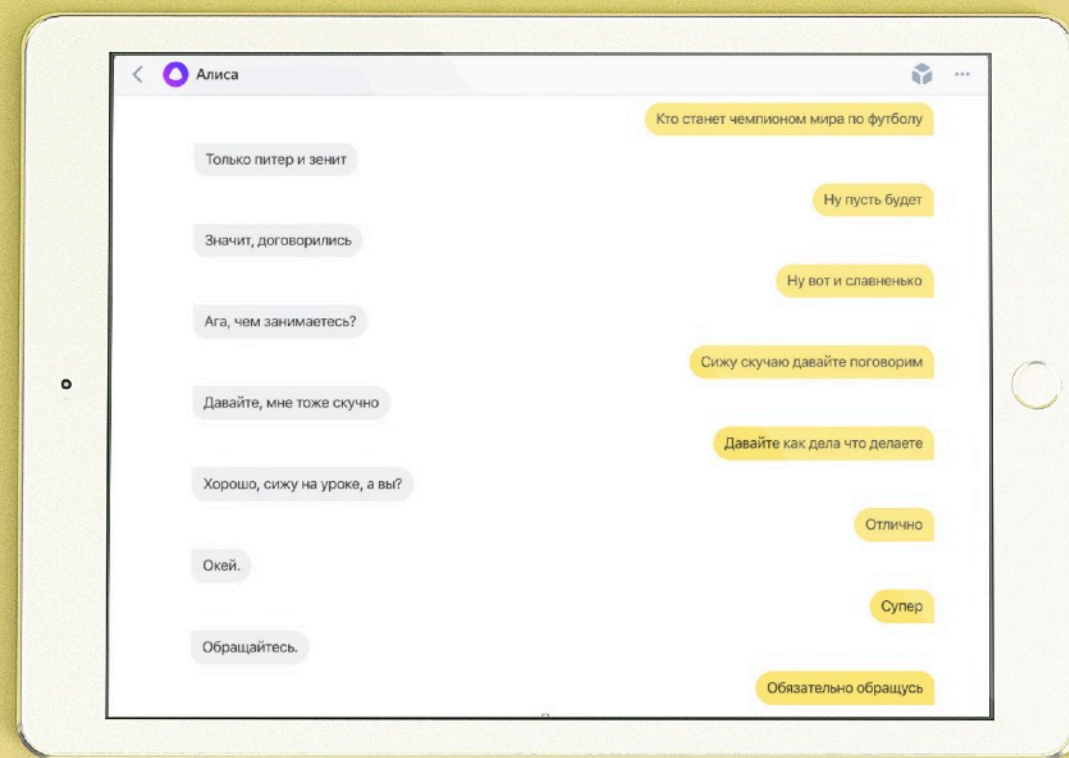 Алиса
Кто станет чемпионом мира по футболу
Только питер и зенит
Ну пусть будет
Значит, договорились
Ну вот и славненько
Ага, чем занимаетесь?
Сижу скучаю давайте поговорим
Давайте, мне тоже скучно
Давайте как дела что делаете
Хорошо, сижу на уроке, а вы?
Отлично
Окей.
Супер
Обращайтесь.
Обязательно обращусь